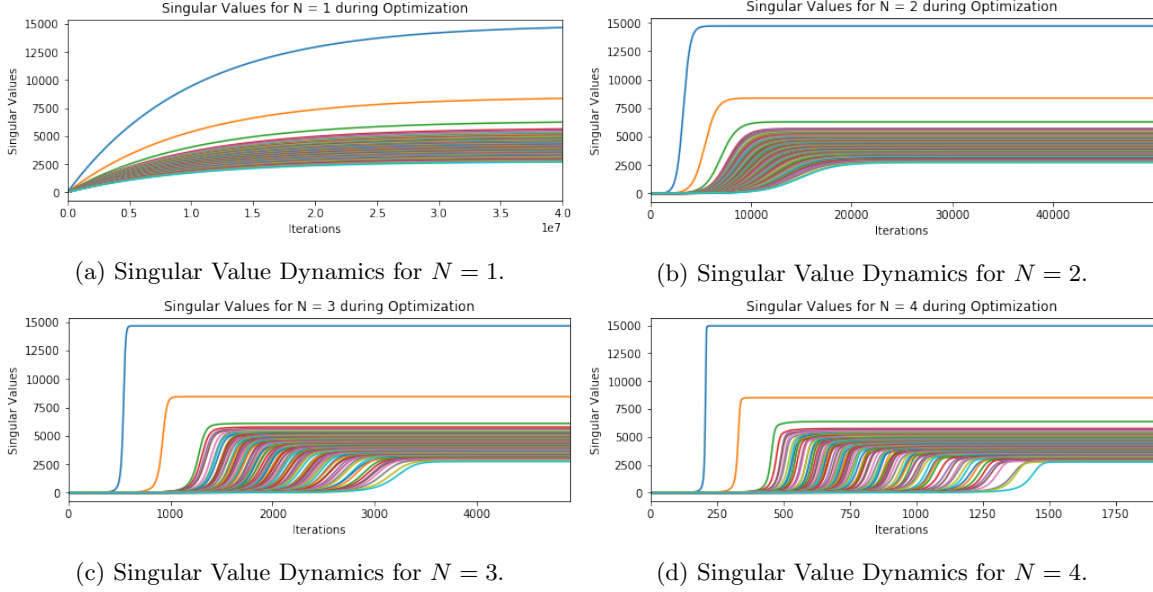 Singular Values for N = 1 during Optimization
Singular Values
15000
12500
10000
7500
5000
2500
0
0.0 0.5 1.0 1.5 2.0 2.5 3.0 3.5 4.0
1e7
Iterations
(a) Singular Value Dynamics for N = 1.
Singular Values for N = 2 during Optimization
Singular Values
15000
12500
10000
7500
5000
2500
0
0 10000 20000 30000 40000
Iterations
(b) Singular Value Dynamics for N = 2.
Singular Values for N = 3 during Optimization
Singular Values
15000
12500
10000
7500
5000
2500
0
0 1000 2000 3000 4000
Iterations
(c) Singular Value Dynamics for N = 3.
Singular Values for N = 4 during Optimization
Singular Values
15000
12500
10000
7500
5000
2500
0
0 250 500 750 1000 1250 1500 1750
Iterations
(d) Singular Value Dynamics for N = 4.